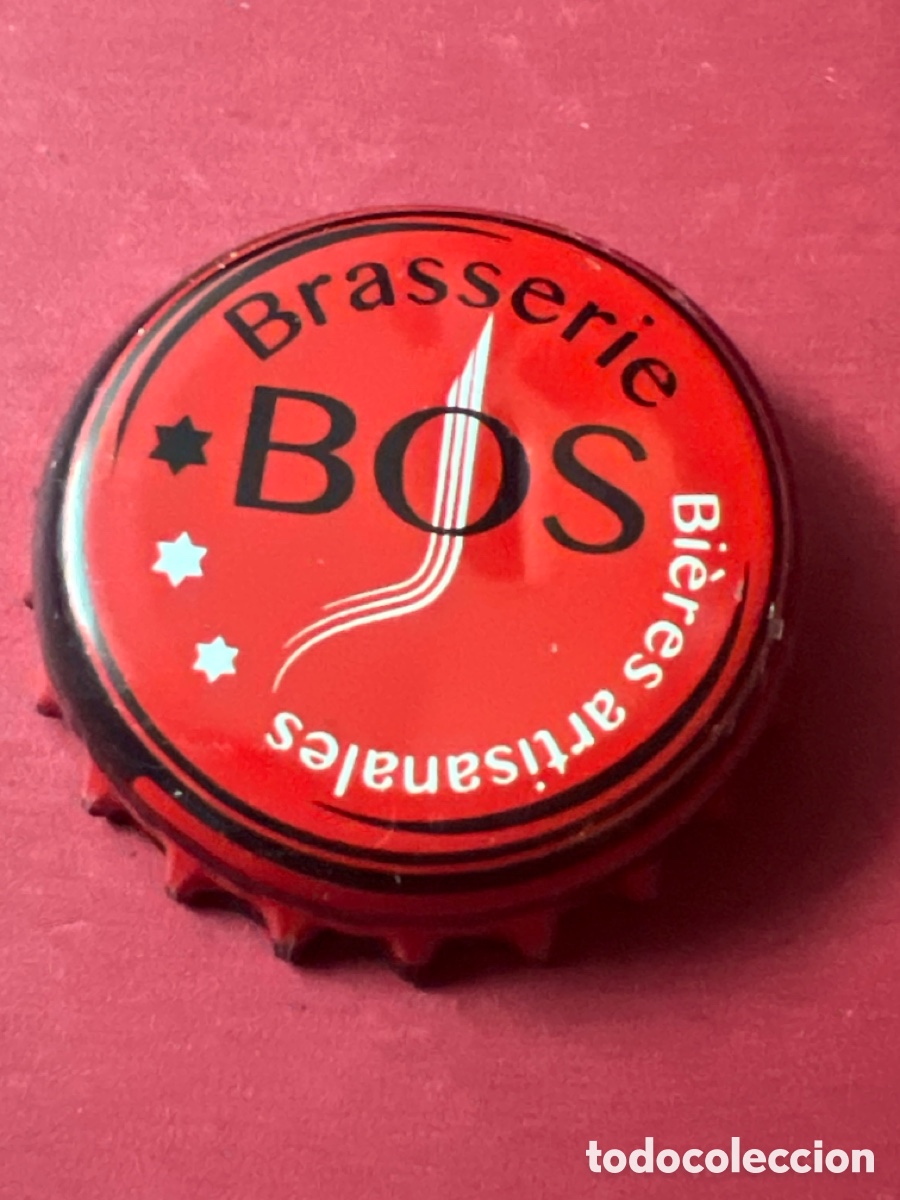 Brasserie
BOS
Bières artisanales
todocoleccion